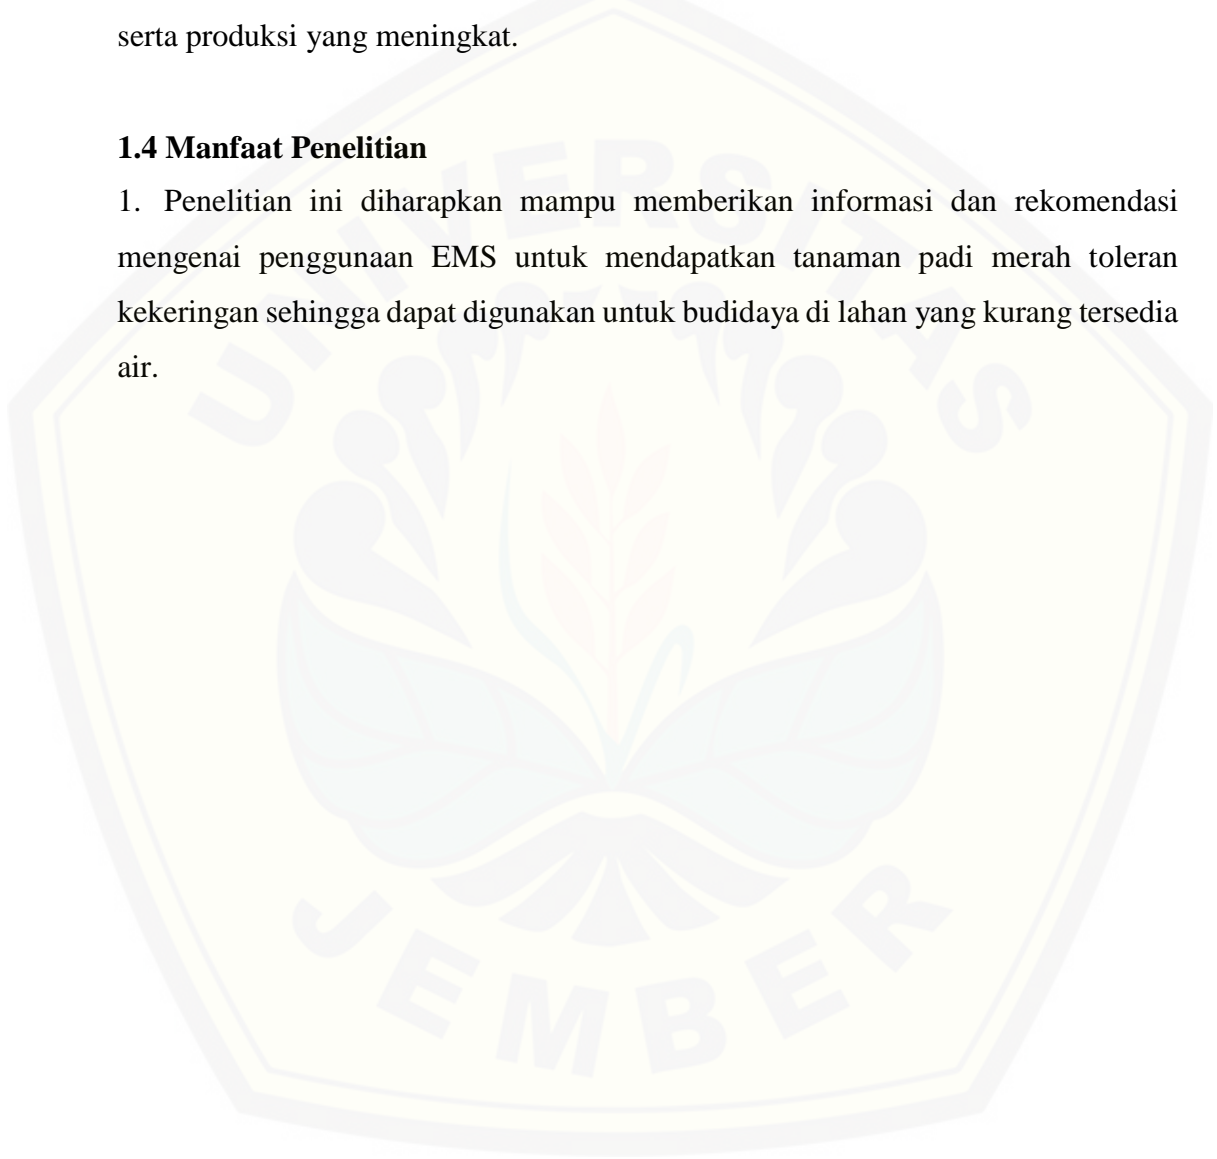 serta produksi yang meningkat.
1.4 Manfaat Penelitian
1. Penelitian ini diharapkan mampu memberikan informasi dan rekomendasi
mengenai penggunaan EMS untuk mendapatkan tanaman padi merah toleran
kekeringan sehingga dapat digunakan untuk budidaya di lahan yang kurang tersedia
air.
UNIVERSITAS
JEMBER